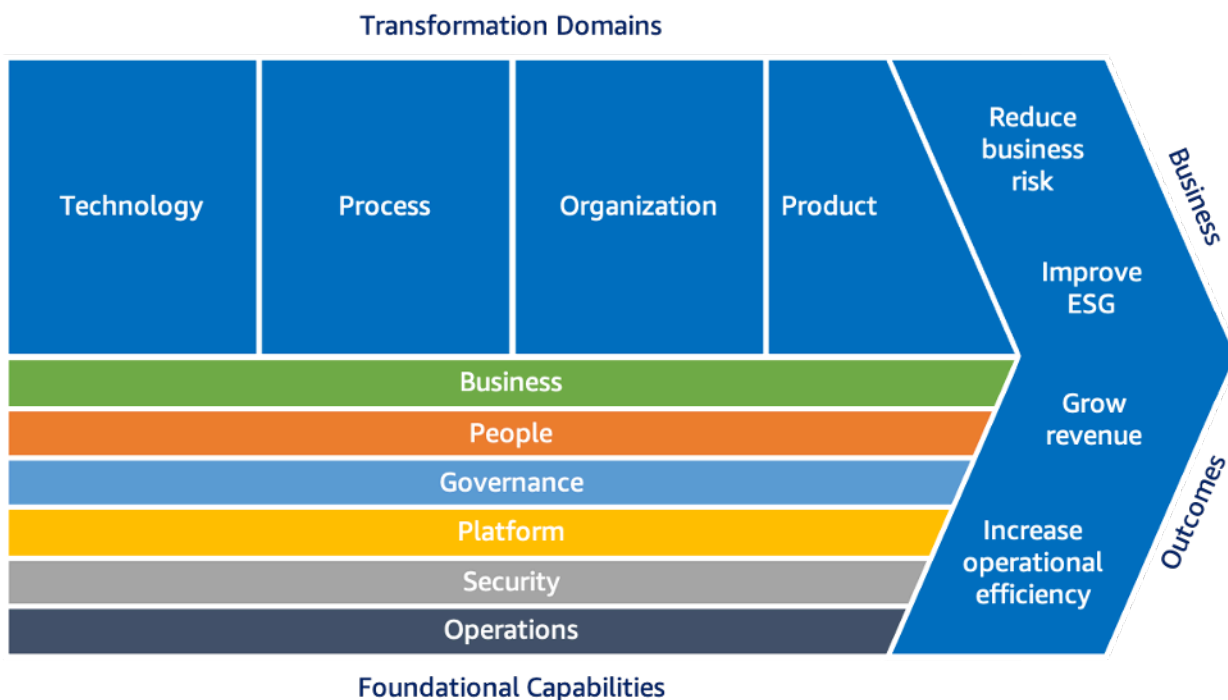 Transformation Domains
Technology
Process
Organization
Product
Reduce
business
risk
Improve
ESG
Grow
revenue
Increase
operational
efficiency
Business
Outcomes
Business
People
Governance
Platform
Security
Operations
Foundational Capabilities